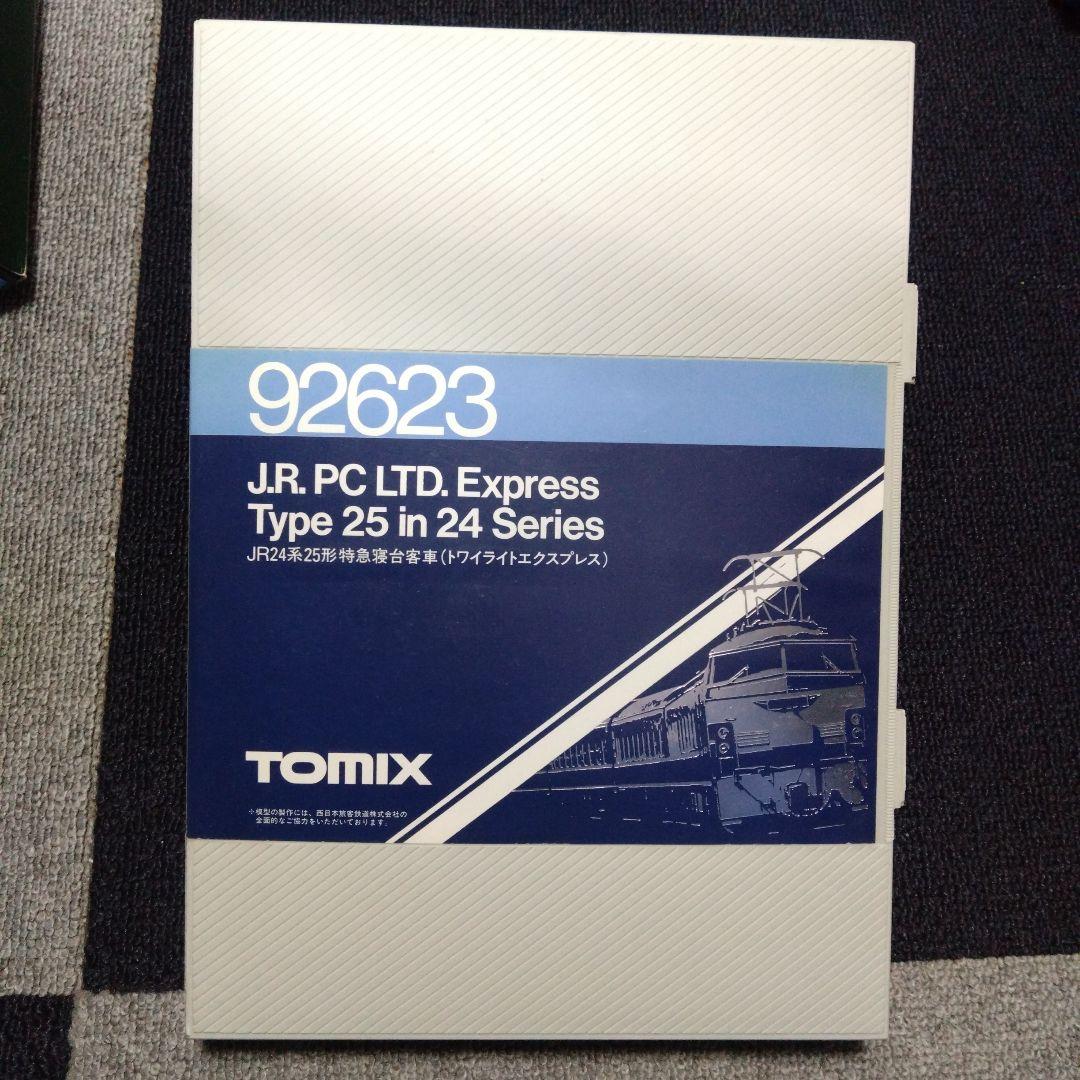 92623
J.R. PC LTD. Express
Type 25 in 24 Series
JR24系25形特急寝台客車(トワイライトエクスプレス)
TOMIX
※模型の製作には、西日本旅客鉄道株式会社の
全面的なご協力をいただいております。